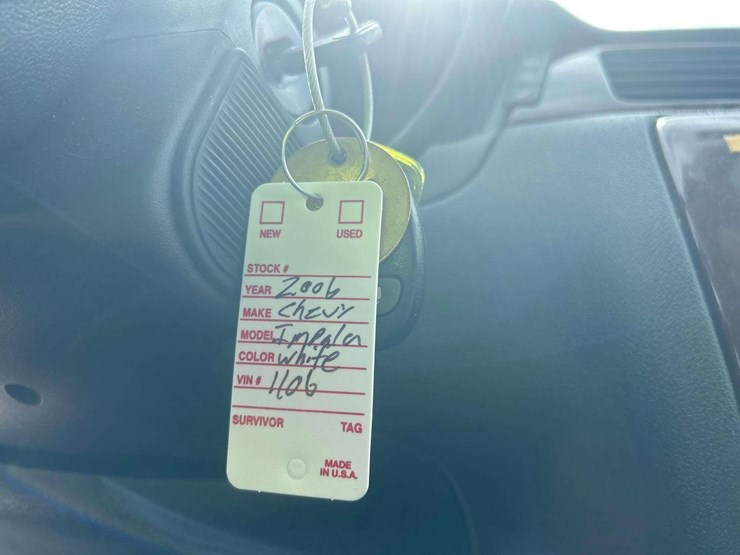 NEW USED
STOCK #
YEAR 2006
MAKE Chevy
MODEL Impala
COLOR white
VIN # 1106
SURVIVOR TAG
MADE
IN U.S.A.